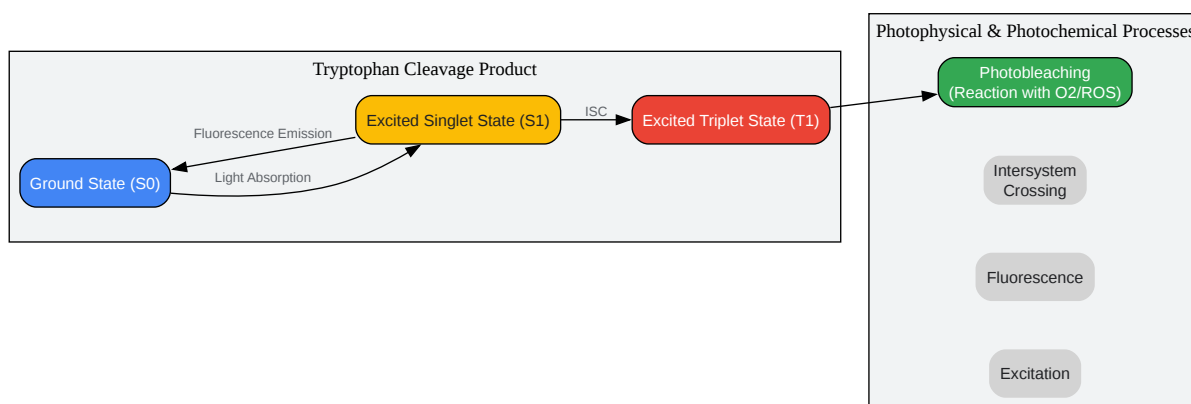 Photophysical & Photochemical Processes
Tryptophan Cleavage Product
Photobleaching
(Reaction with O2/ROS)
Excited Singlet State (S1)
ISC
Excited Triplet State (T1)
Fluorescence Emission
Ground State (S0)
Light Absorption
Intersystem
Crossing
Fluorescence
Excitation